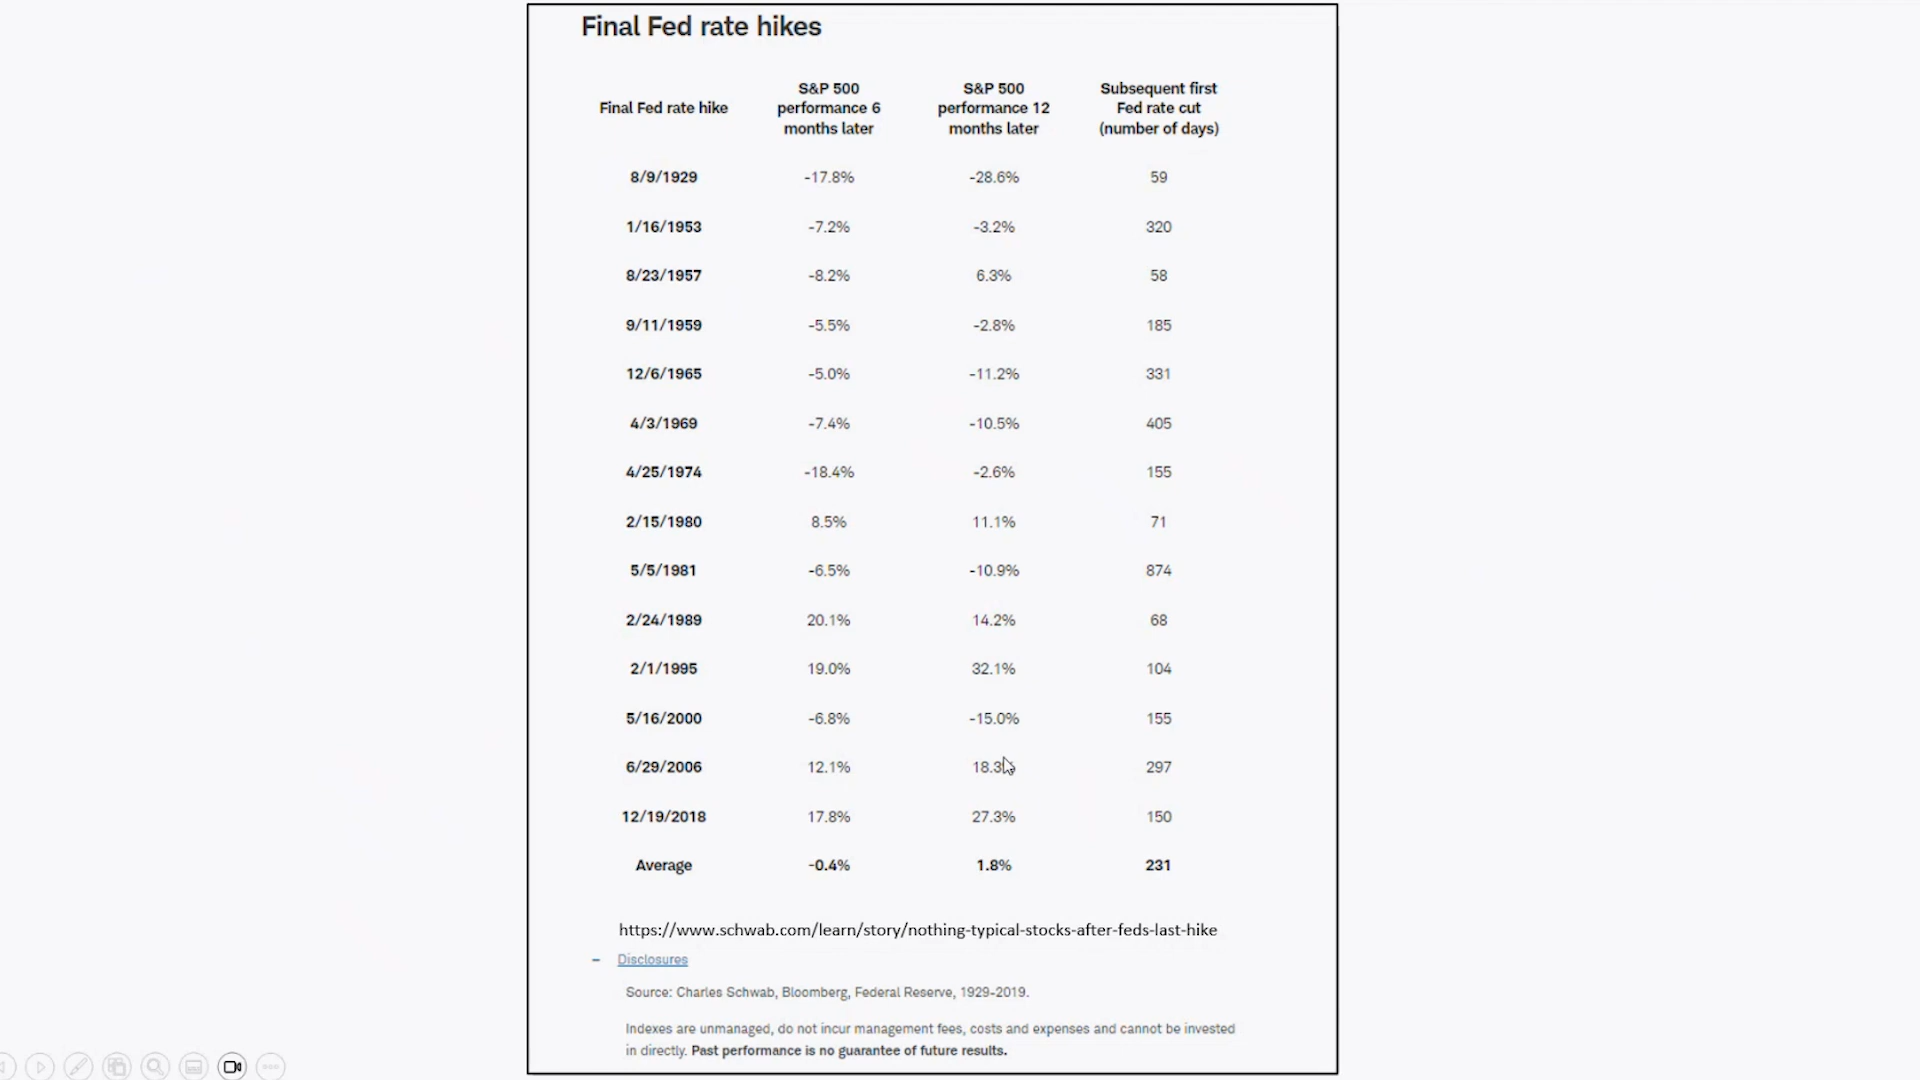 Final Fed rate hikes
Final Fed rate hike
S&P 500 performance 6 months later
S&P 500 performance 12 months later
Subsequent first Fed rate cut (number of days)
8/9/1929 -17.8% -28.6% 59
1/16/1953 -7.2% -3.2% 320
8/23/1957 -8.2% 6.3% 58
9/11/1959 -5.5% -2.8% 185
12/6/1965 -5.0% -11.2% 331
4/3/1969 -7.4% -10.5% 405
4/25/1974 -18.4% -2.6% 155
2/15/1980 8.5% 11.1% 71
5/5/1981 -6.5% -10.9% 874
2/24/1989 20.1% 14.2% 68
2/1/1995 19.0% 32.1% 104
5/16/2000 -6.8% -15.0% 155
6/29/2006 12.1% 18.3% 297
12/19/2018 17.8% 27.3% 150
Average -0.4% 1.8% 231
https://www.schwab.com/learn/story/nothing-typical-stocks-after-feds-last-hike
– Disclosures
Source: Charles Schwab, Bloomberg, Federal Reserve, 1929-2019.
Indexes are unmanaged, do not incur management fees, costs and expenses and cannot be invested
in directly. Past performance is no guarantee of future results.